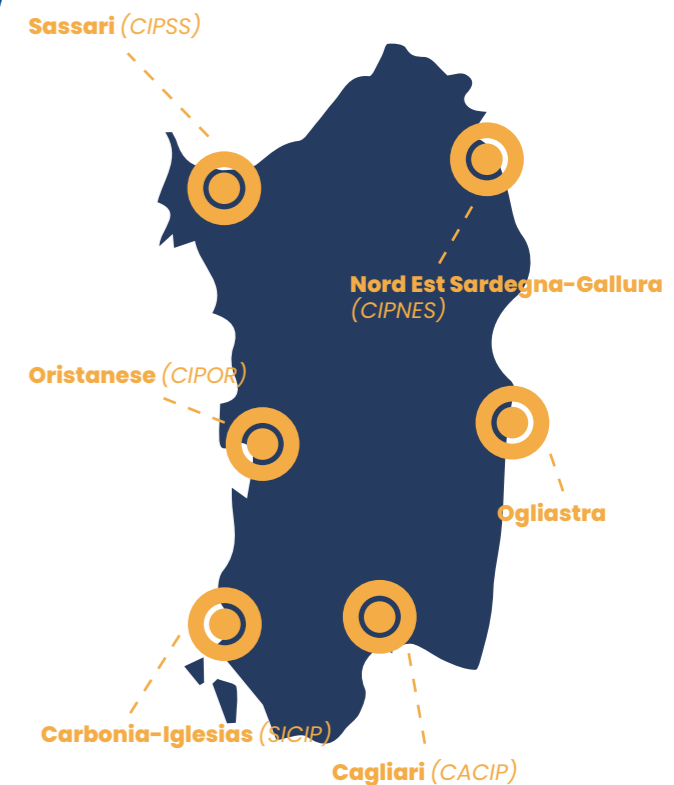 Sassari (CIPSS)
Nord Est Sardegna-Gallura
(CIPNES)
Oristanese (CIPOR)
Ogliastra
Carbonia-Iglesias (SICIP)
Cagliari (CACIP)